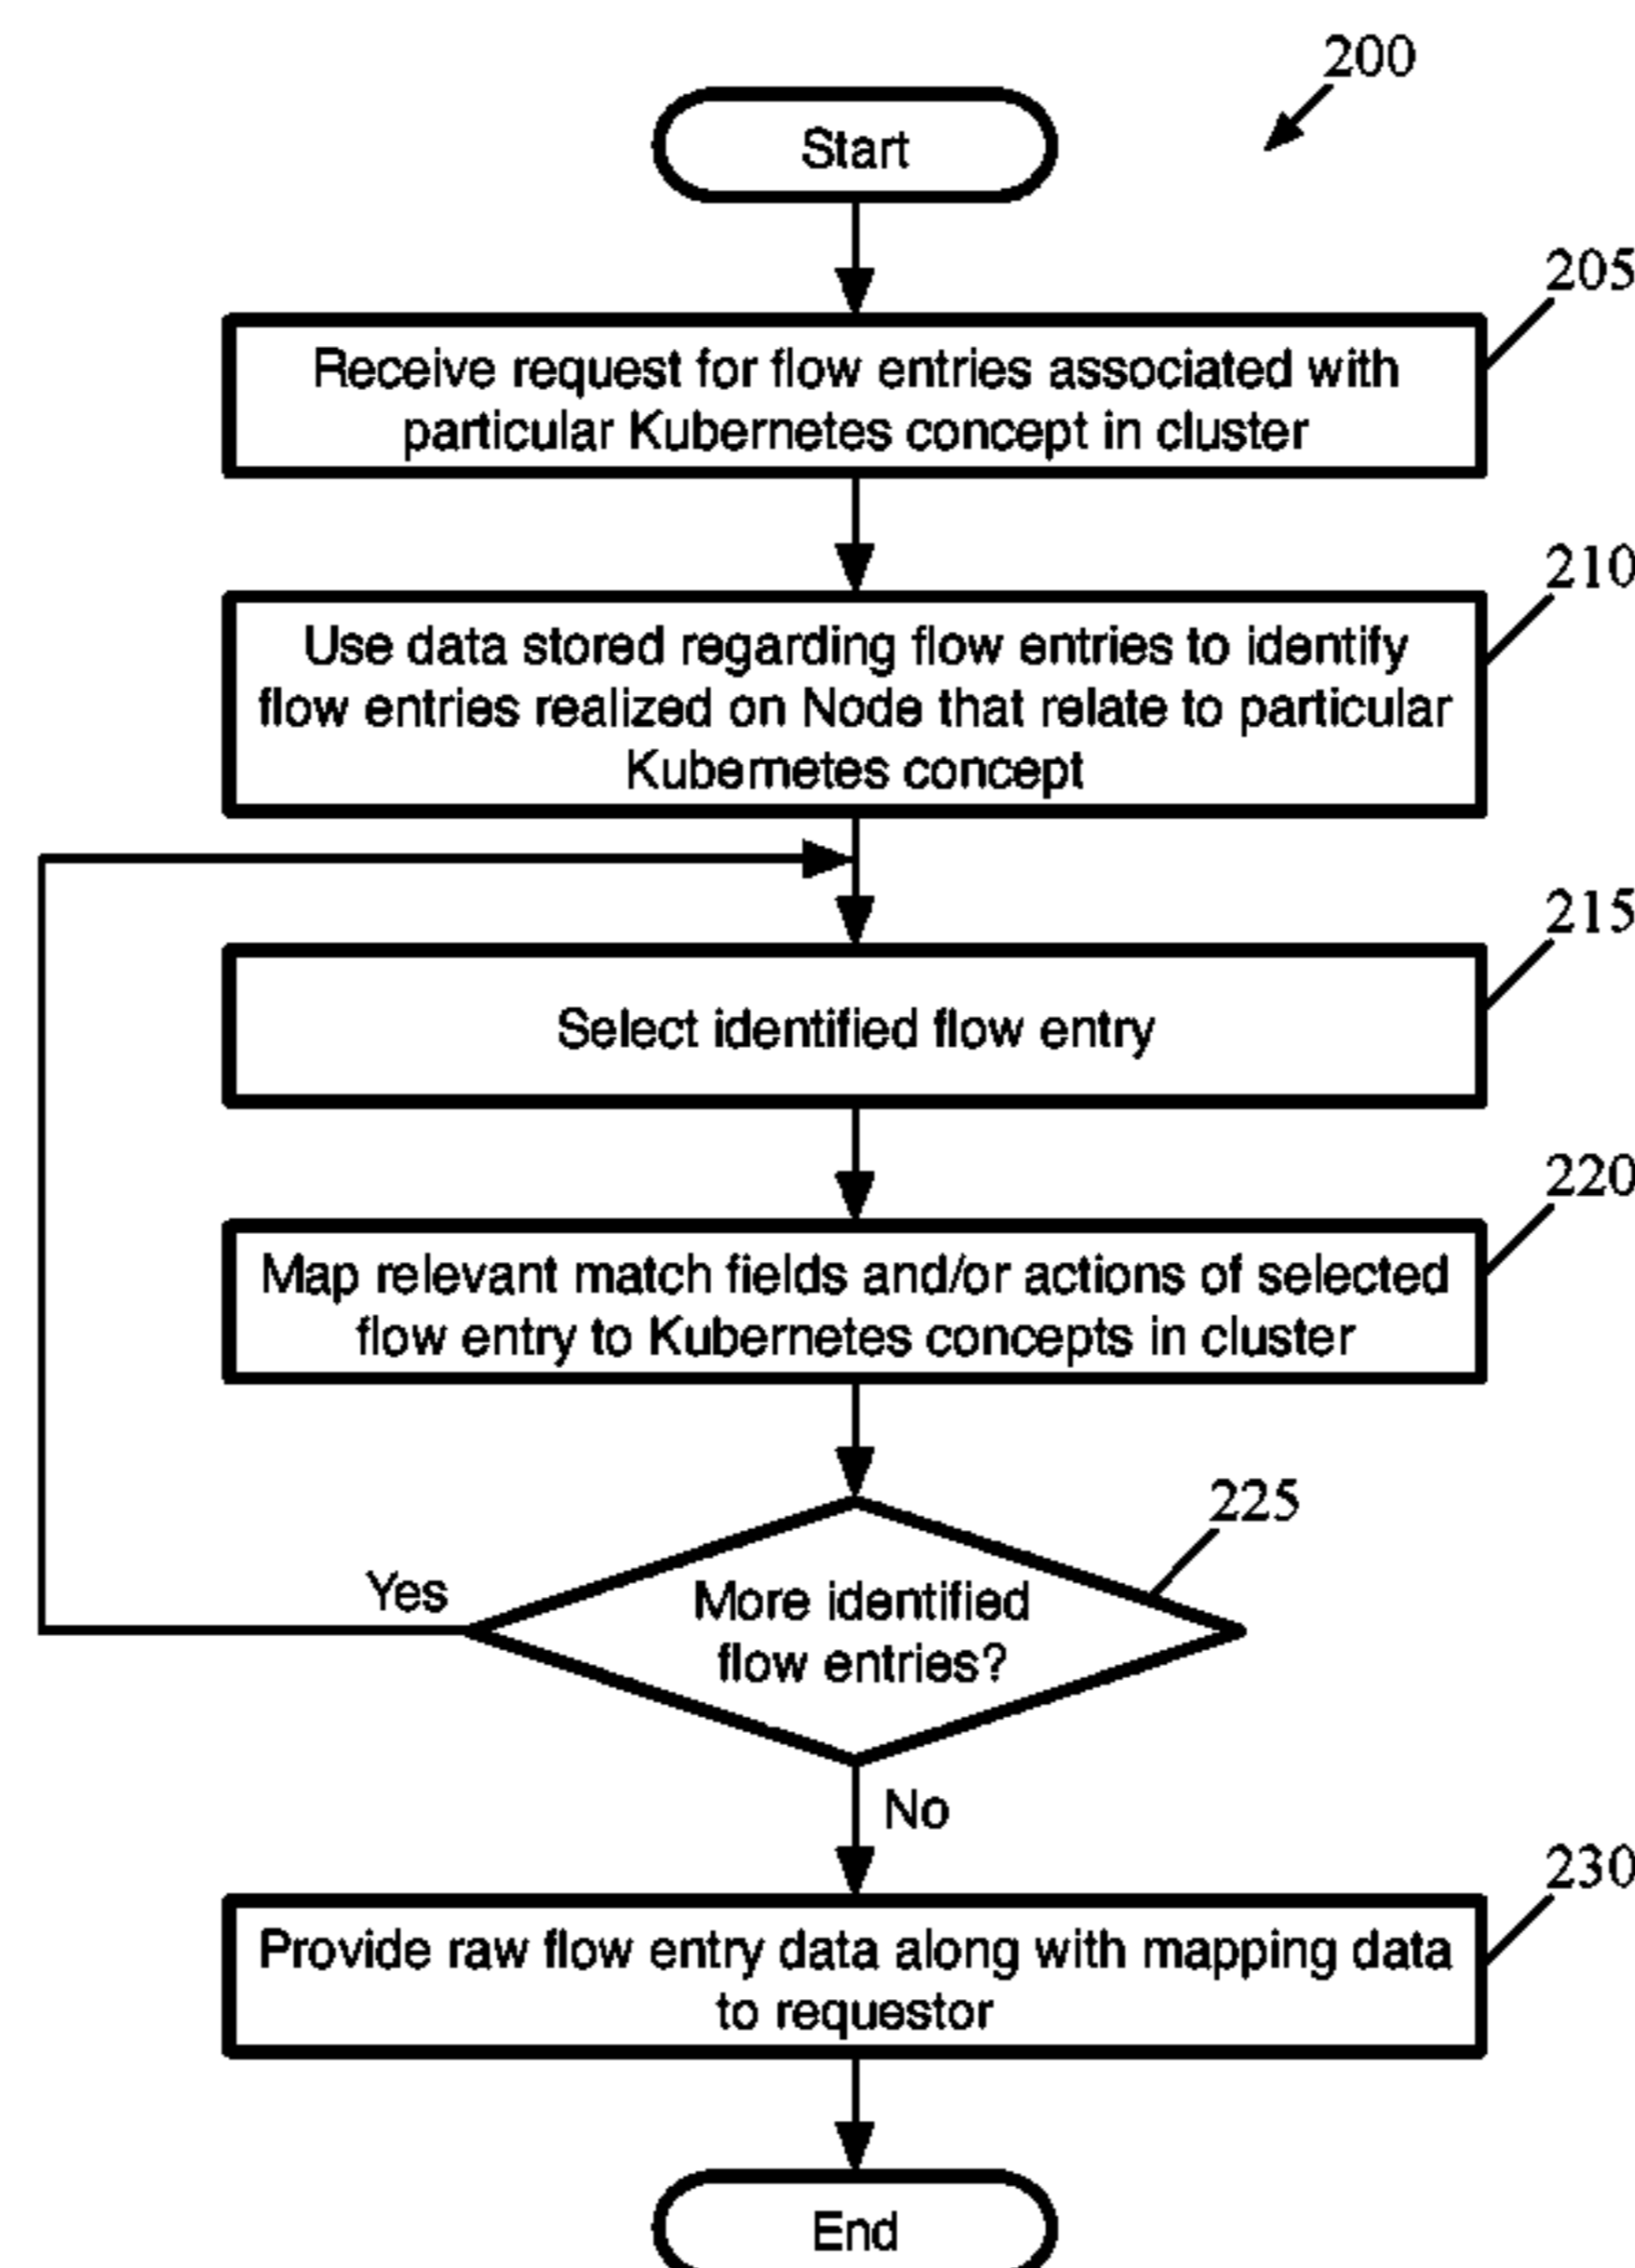 200
Start
205
Receive request for flow entries associated with
particular Kubernetes concept in cluster
210
Use data stored regarding flow entries to identify
flow entries realized on Node that relate to particular
Kubernetes concept
215
Select identified flow entry
220
Map relevant match fields and/or actions of selected
flow entry to Kubernetes concepts in cluster
225
Yes
More identified
flow entries?
No
230
Provide raw flow entry data along with mapping data
to requestor
End